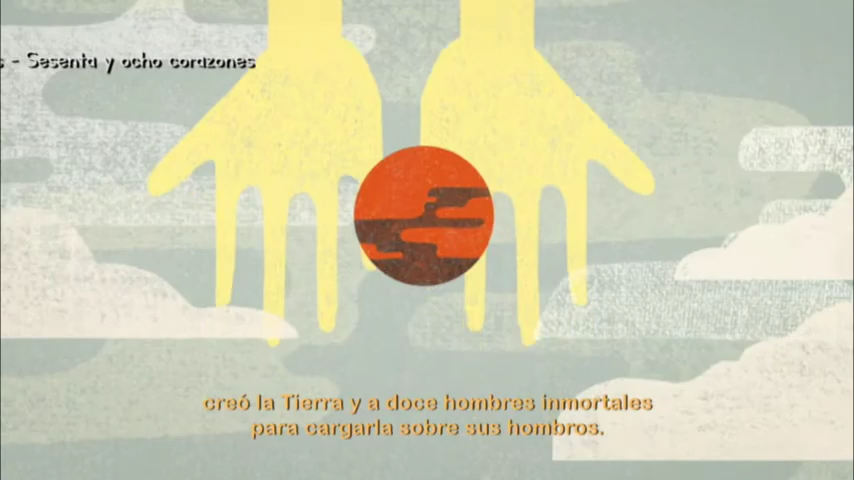 - Sesenta y ocho corazones
creó la Tierra y a doce hombres inmortales
para cargarla sobre sus hombros.